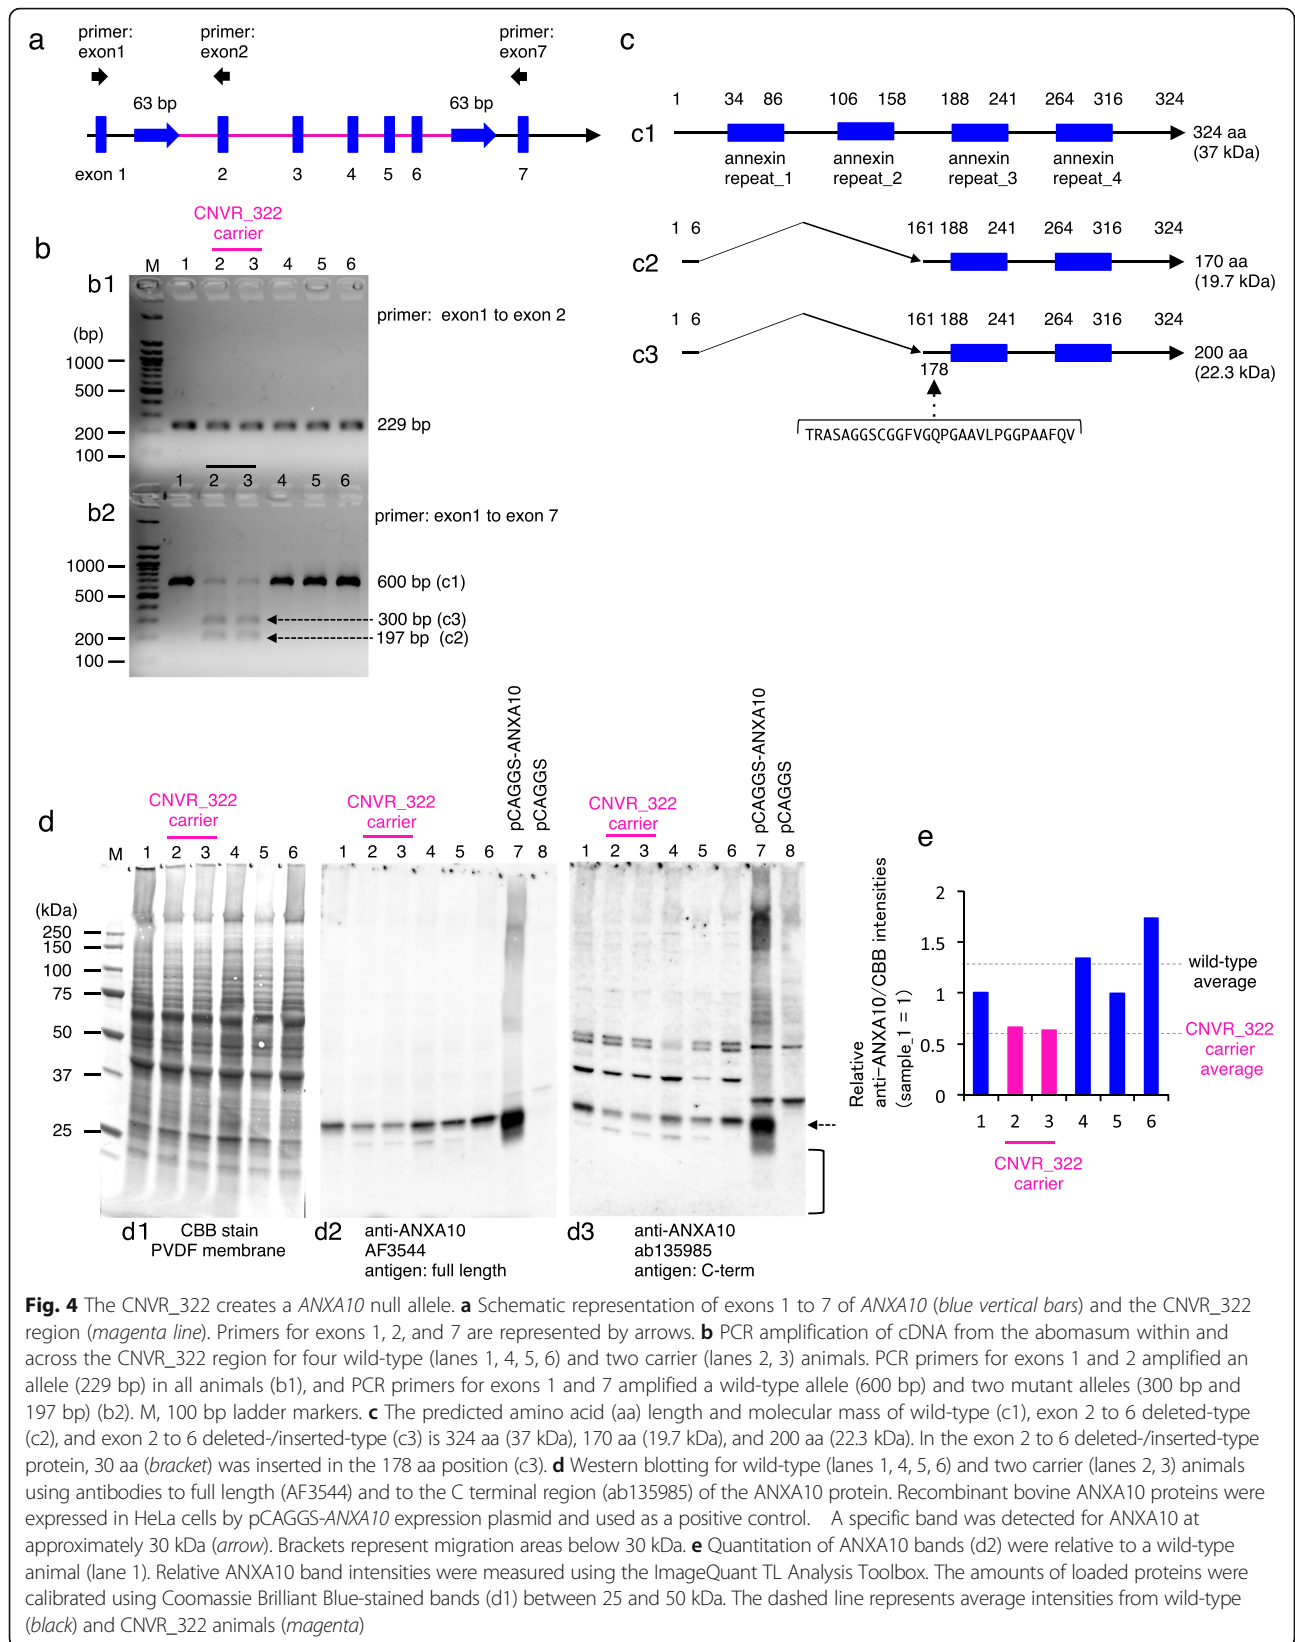 a
primer:
exon1
primer:
exon2
primer:
exon7
63 bp
63 bp
exon 1
2
3
4
5
6
7
c
1 34 86 106 158 188 241 264 316 324
c1
324 aa
(37 kDa)
annexin
repeat_1
annexin
repeat_2
annexin
repeat_3
annexin
repeat_4
1 6 161 188 241 264 316 324
c2
170 aa
(19.7 kDa)
1 6 161 188 241 264 316 324
c3
200 aa
(22.3 kDa)
178
TRASAGGSCGGFVGQPGAAVLPGGPAAFQV
b
CNVR_322
carrier
M 1 2 3 4 5 6
b1
(bp)
primer: exon1 to exon 2
1000
500
200
100
229 bp
1 2 3 4 5 6
b2
primer: exon1 to exon 7
1000
500
200
100
600 bp (c1)
300 bp (c3)
197 bp (c2)
d
CNVR_322
carrier
M 1 2 3 4 5 6
(kDa)
250
150
100
75
50
37
25
d1
CBB stain
PVDF membrane
CNVR_322
carrier
pCAGGS-ANXA10
pCAGGS
1 2 3 4 5 6 7 8
d2
anti-ANXA10
AF3544
antigen: full length
CNVR_322
carrier
pCAGGS-ANXA10
pCAGGS
1 2 3 4 5 6 7 8
d3
anti-ANXA10
ab135985
antigen: C-term
e
Relative
anti-ANXA10/CBB intensities
(sample_1 = 1)
2
1.5
1
0.5
0
wild-type
average
CNVR_322
carrier
average
1 2 3 4 5 6
CNVR_322
carrier
Fig. 4 The CNVR_322 creates a ANXA10 null allele. a Schematic representation of exons 1 to 7 of ANXA10 (blue vertical bars) and the CNVR_322
region (magenta line). Primers for exons 1, 2, and 7 are represented by arrows. b PCR amplification of cDNA from the abomasum within and
across the CNVR_322 region for four wild-type (lanes 1, 4, 5, 6) and two carrier (lanes 2, 3) animals. PCR primers for exons 1 and 2 amplified an
allele (229 bp) in all animals (b1), and PCR primers for exons 1 and 7 amplified a wild-type allele (600 bp) and two mutant alleles (300 bp and
197 bp) (b2). M, 100 bp ladder markers. c The predicted amino acid (aa) length and molecular mass of wild-type (c1), exon 2 to 6 deleted-type
(c2), and exon 2 to 6 deleted-/inserted-type (c3) is 324 aa (37 kDa), 170 aa (19.7 kDa), and 200 aa (22.3 kDa). In the exon 2 to 6 deleted-/inserted-type
protein, 30 aa (bracket) was inserted in the 178 aa position (c3). d Western blotting for wild-type (lanes 1, 4, 5, 6) and two carrier (lanes 2, 3) animals
using antibodies to full length (AF3544) and to the C terminal region (ab135985) of the ANXA10 protein. Recombinant bovine ANXA10 proteins were
expressed in HeLa cells by pCAGGS-ANXA10 expression plasmid and used as a positive control. A specific band was detected for ANXA10 at
approximately 30 kDa (arrow). Brackets represent migration areas below 30 kDa. e Quantitation of ANXA10 bands (d2) were relative to a wild-type
animal (lane 1). Relative ANXA10 band intensities were measured using the ImageQuant TL Analysis Toolbox. The amounts of loaded proteins were
calibrated using Coomassie Brilliant Blue-stained bands (d1) between 25 and 50 kDa. The dashed line represents average intensities from wild-type
(black) and CNVR_322 animals (magenta)